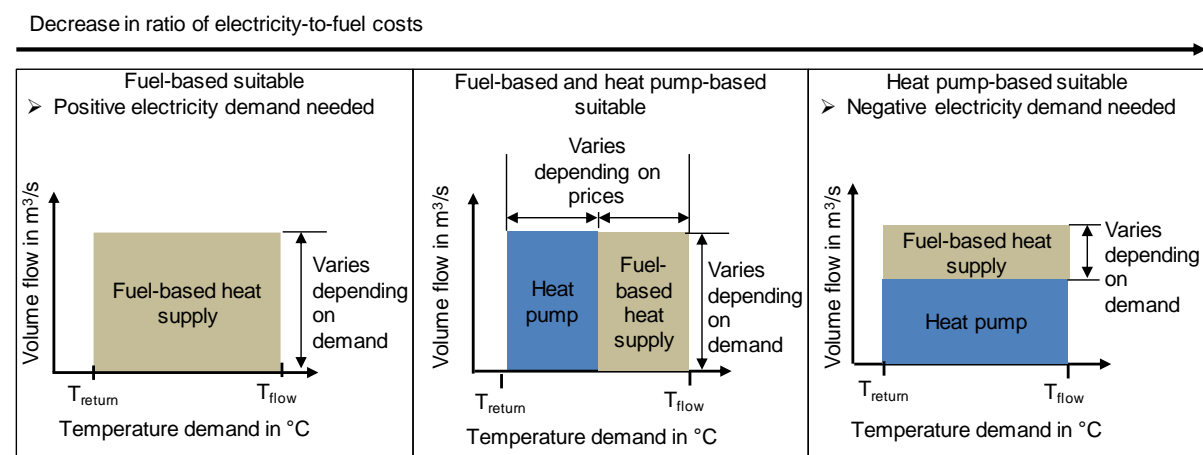 Decrease in ratio of electricity-to-fuel costs
Fuel-based suitable
➢ Positive electricity demand needed
Volume flow in m³/s
Fuel-based heat
supply
Varies
depending
on
demand
T_return
T_flow
Temperature demand in °C
Fuel-based and heat pump-based
suitable
Varies
depending on
prices
Volume flow in m³/s
Heat
pump
Fuel-
based
heat
supply
Varies
depending
on
demand
T_return
T_flow
Temperature demand in °C
Heat pump-based suitable
➢ Negative electricity demand needed
Volume flow in m³/s
Fuel-based heat
supply
Heat pump
Varies
depending
on
demand
T_return
T_flow
Temperature demand in °C